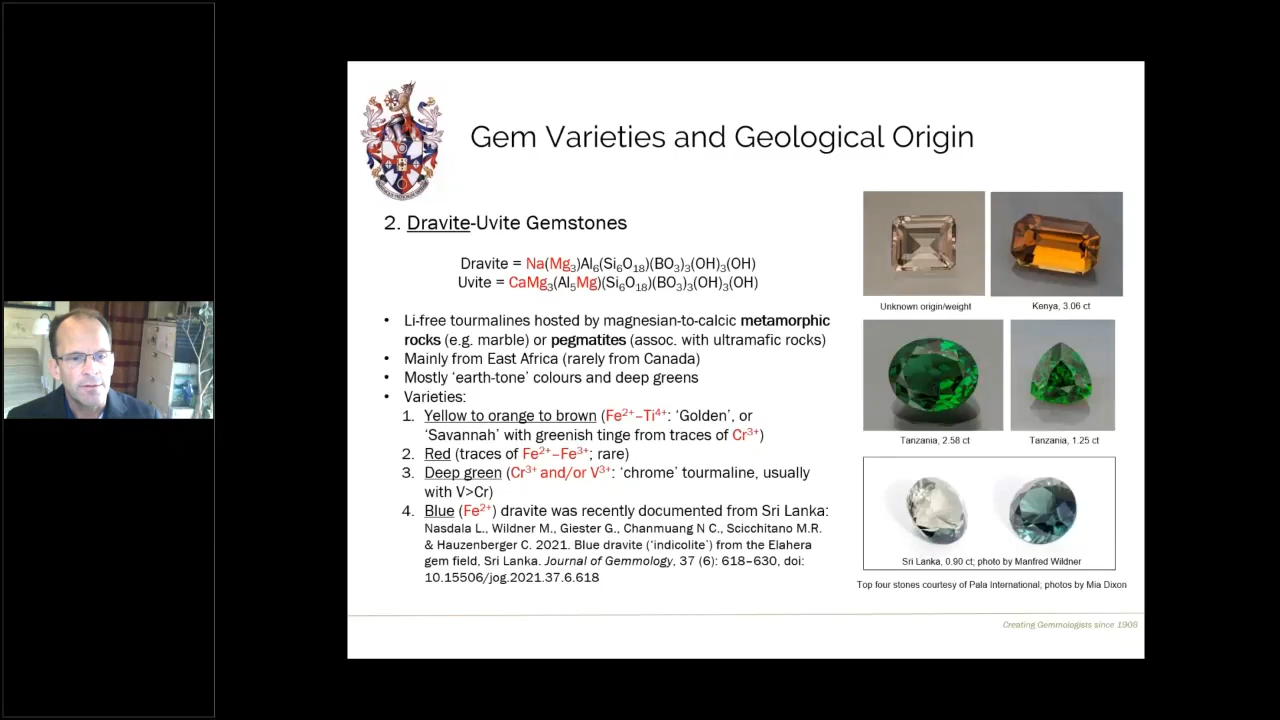 Gem Varieties and Geological Origin
2. Dravite-Uvite Gemstones
Dravite = Na(Mg₃)Al₆(Si₆O₁₈)(BO₃)₃(OH)₃(OH)
Uvite = CaMg₃(Al₅Mg)(Si₆O₁₈)(BO₃)₃(OH)₃(OH)
• Li-free tourmalines hosted by magnesian-to-calcic metamorphic
rocks (e.g. marble) or pegmatites (assoc. with ultramafic rocks)
• Mainly from East Africa (rarely from Canada)
• Mostly ‘earth-tone’ colours and deep greens
• Varieties:
1. Yellow to orange to brown (Fe²⁺–Ti⁴⁺: ‘Golden’, or
‘Savannah’ with greenish tinge from traces of Cr³⁺)
2. Red (traces of Fe²⁺–Fe³⁺; rare)
3. Deep green (Cr³⁺ and/or V³⁺: ‘chrome’ tourmaline, usually
with V>Cr)
4. Blue (Fe²⁺) dravite was recently documented from Sri Lanka:
Nasdala L., Wildner M., Giester G., Chanmuang N C., Scicchitano M.R.
& Hauzenberger C. 2021. Blue dravite (‘indicolite’) from the Elahera
gem field, Sri Lanka. Journal of Gemmology, 37 (6): 618–630, doi:
10.15506/jog.2021.37.6.618
Unknown origin/weight
Kenya, 3.06 ct
Tanzania, 2.58 ct
Tanzania, 1.25 ct
Sri Lanka, 0.90 ct; photo by Manfred Wildner
Top four stones courtesy of Pala International; photos by Mia Dixon
Creating Gemmologists since 1908